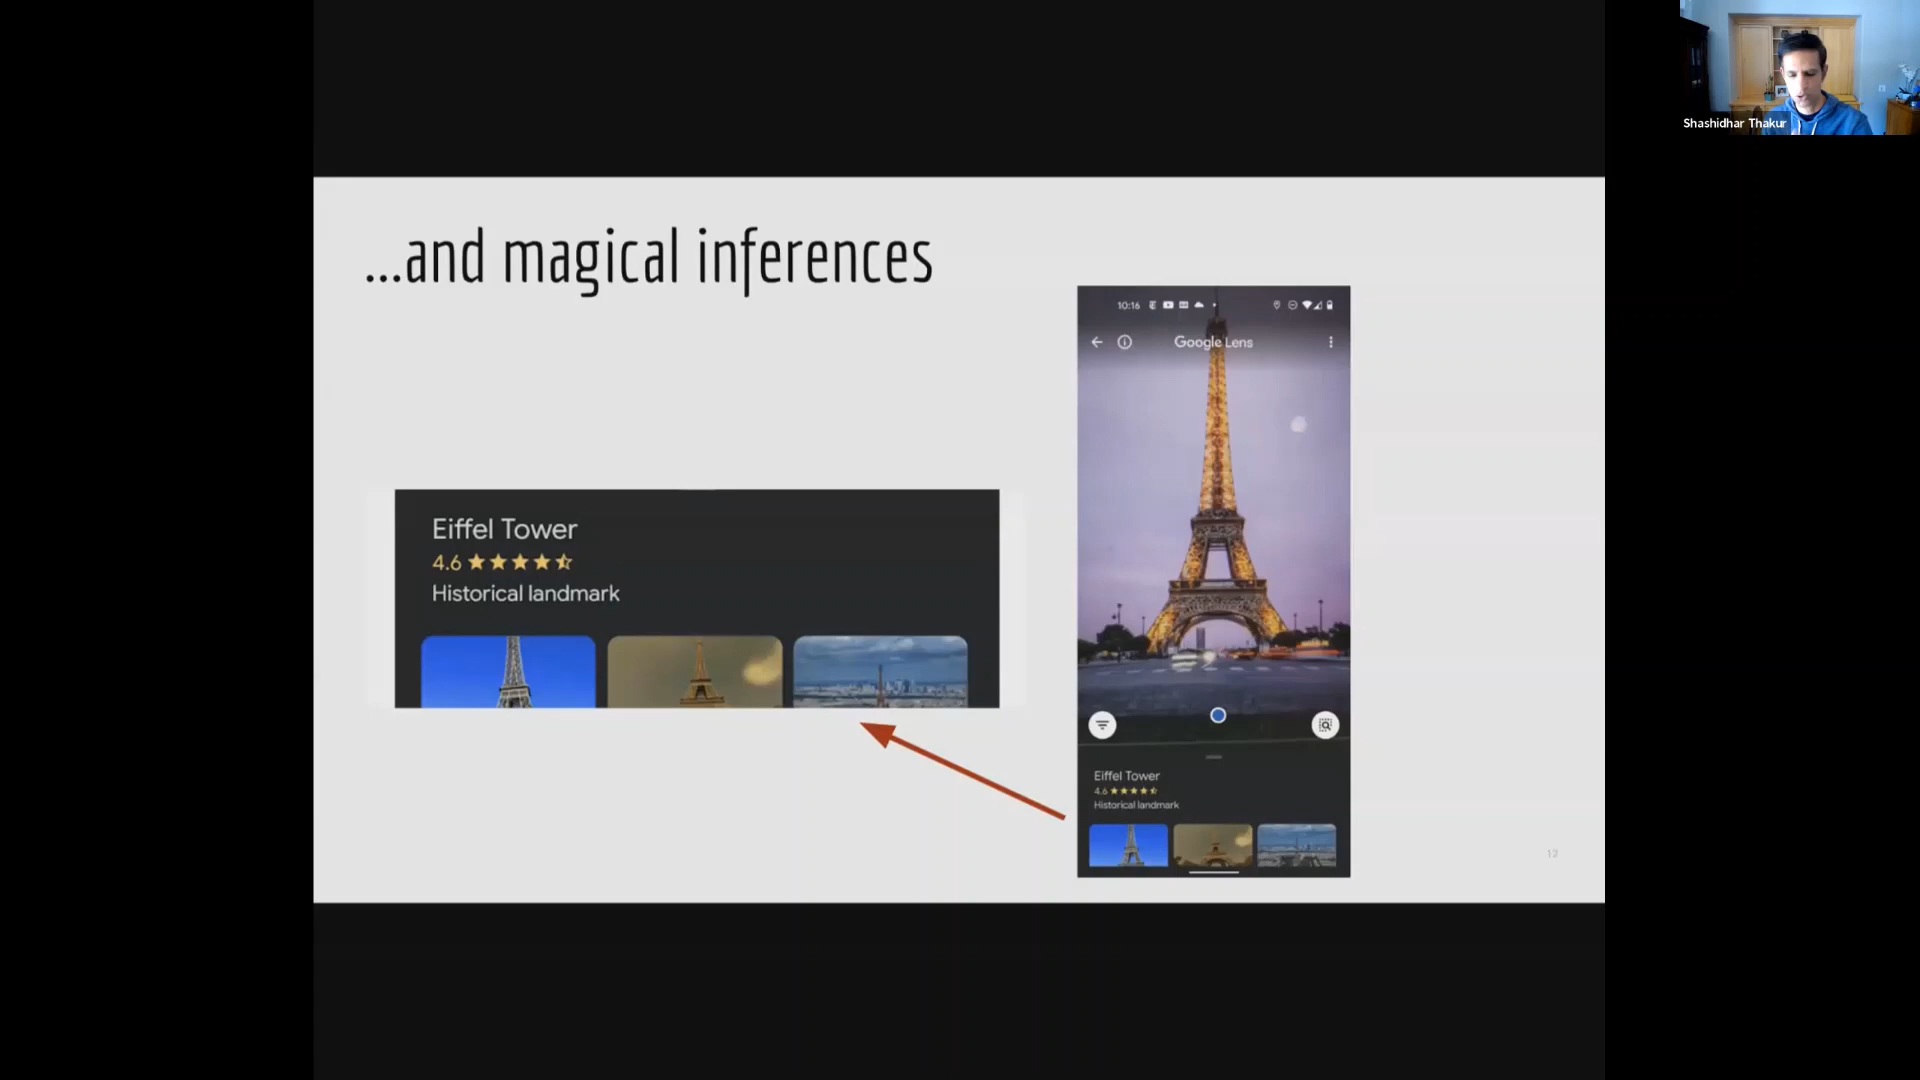 Shashidhar Thakur
...and magical inferences
10:16
Google Lens
Eiffel Tower
4.6
Historical landmark
Eiffel Tower
4.6
Historical landmark
12